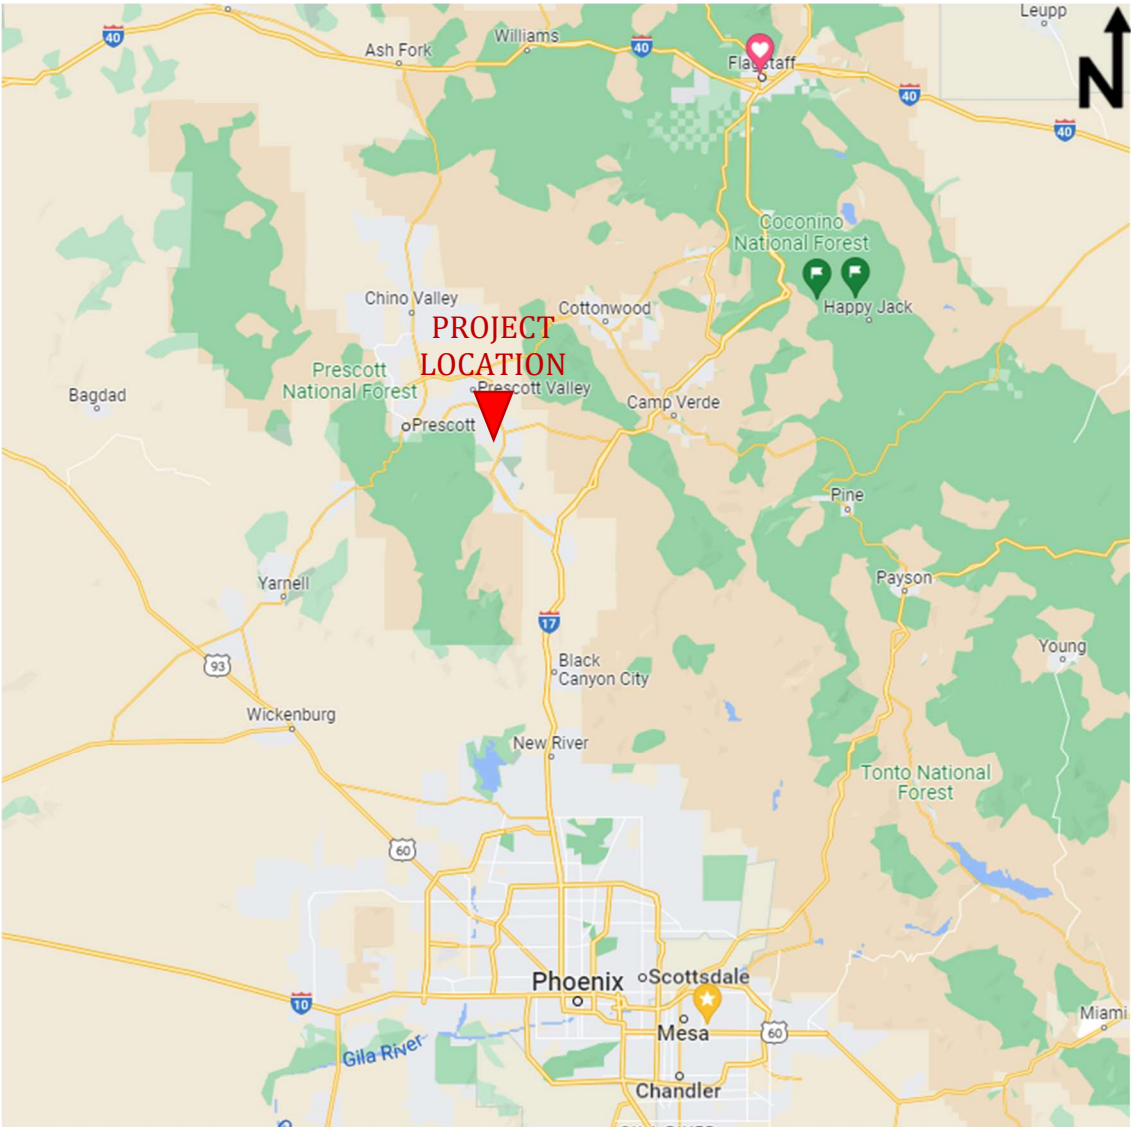 Leupp
40
Williams
Ash Fork
40
Flagstaff
N
40
40
Coconino
National Forest
Chino Valley
Cottonwood
Happy Jack
PROJECT
LOCATION
Prescott
National Forest
Prescott Valley
Bagdad
Camp Verde
Prescott
Pine
Payson
Yarnell
17
Young
93
Black
Canyon City
Wickenburg
New River
Tonto National
Forest
60
Phoenix
Scottsdale
10
Miami
Mesa
60
Gila River
Chandler